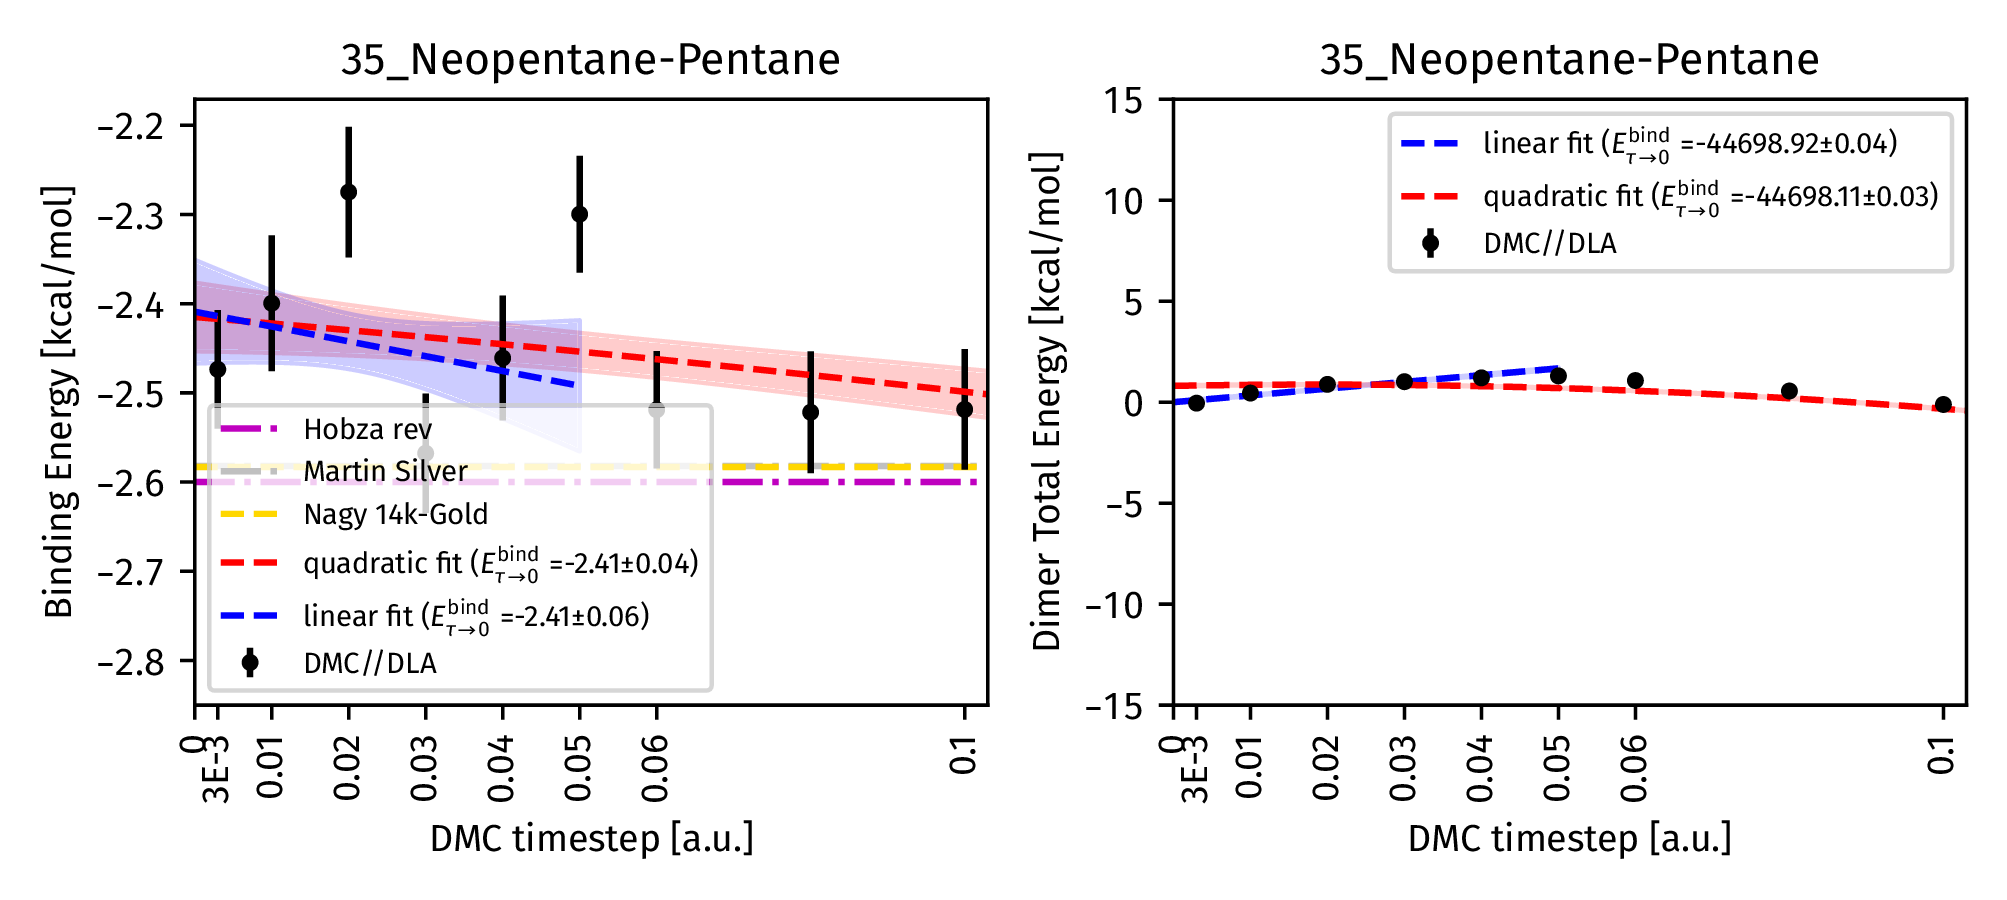 35_Neopentane-Pentane
Binding Energy [kcal/mol]
−2.2
−2.3
−2.4
−2.5
−2.6
−2.7
−2.8
Hobza rev
Martin Silver
Nagy 14k-Gold
quadratic fit (E^bind_τ→0 =-2.41±0.04)
linear fit (E^bind_τ→0 =-2.41±0.06)
DMC//DLA
0
3E-3
0.01
0.02
0.03
0.04
0.05
0.06
0.1
DMC timestep [a.u.]
35_Neopentane-Pentane
Dimer Total Energy [kcal/mol]
15
10
5
0
−5
−10
−15
linear fit (E^bind_τ→0 =-44698.92±0.04)
quadratic fit (E^bind_τ→0 =-44698.11±0.03)
DMC//DLA
0
3E-3
0.01
0.02
0.03
0.04
0.05
0.06
0.1
DMC timestep [a.u.]